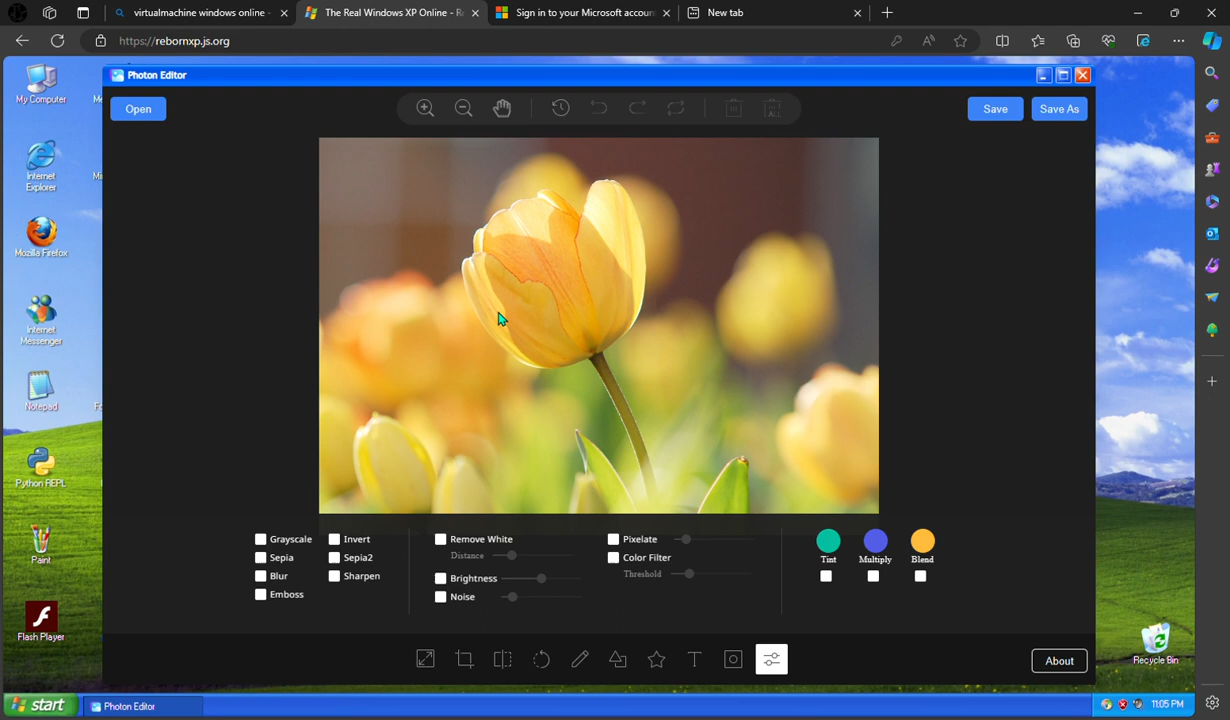 virtualmachine windows online -
The Real Windows XP Online - Re
Sign in to your Microsoft accoun
New tab
https://rebornxp.js.org
My Computer
Photon Editor
Open
ALL
Save
Save As
Internet
Explorer
Mozilla Firefox
Internet
Messenger
Notepad
Python REPL
Paint
Flash Player
Recycle Bin
Grayscale
Invert
Sepia
Sepia2
Blur
Sharpen
Emboss
Remove White
Distance
Brightness
Noise
Pixelate
Color Filter
Threshold
Tint
Multiply
Blend
T
About
start
Photon Editor
11:05 PM